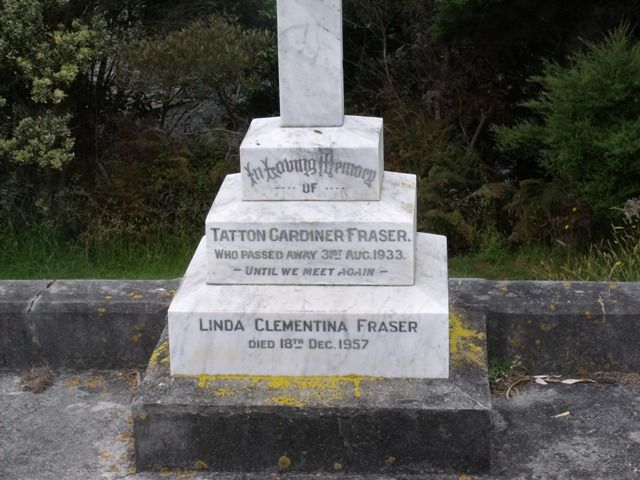 In Loving Memory
.... OF ....
TATTON GARDINER FRASER.
WHO PASSED AWAY 31ST AUG. 1933.
– UNTIL WE MEET AGAIN –
LINDA CLEMENTINA FRASER
DIED 18TH DEC. 1957